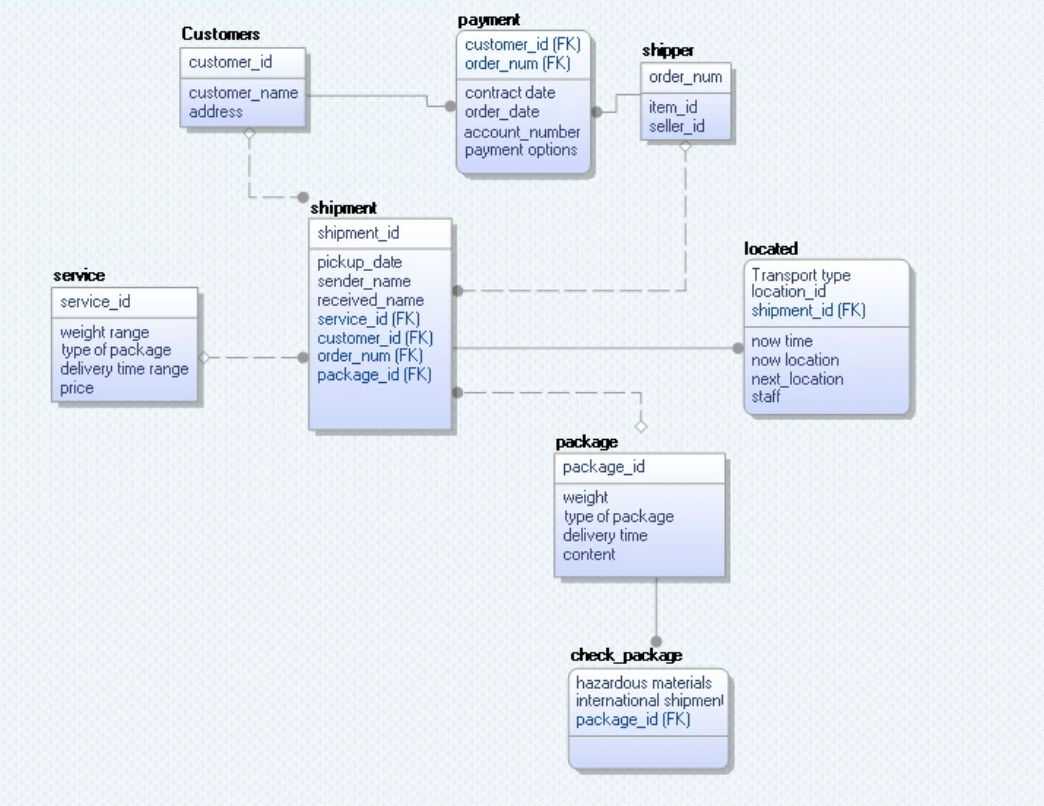 payment
customer_id (FK)
order_num (FK)
contract date
order_date
account_number
payment options
Customers
customer_id
customer_name
address
shipper
order_num
item_id
seller_id
shipment
shipment_id
pickup_date
sender_name
received_name
service_id (FK)
customer_id (FK)
order_num (FK)
package_id (FK)
located
Transport type
location_id
shipment_id (FK)
now time
now location
next_location
staff
service
service_id
weight range
type of package
delivery time range
price
package
package_id
weight
type of package
delivery time
content
check_package
hazardous materials
international shipment
package_id (FK)